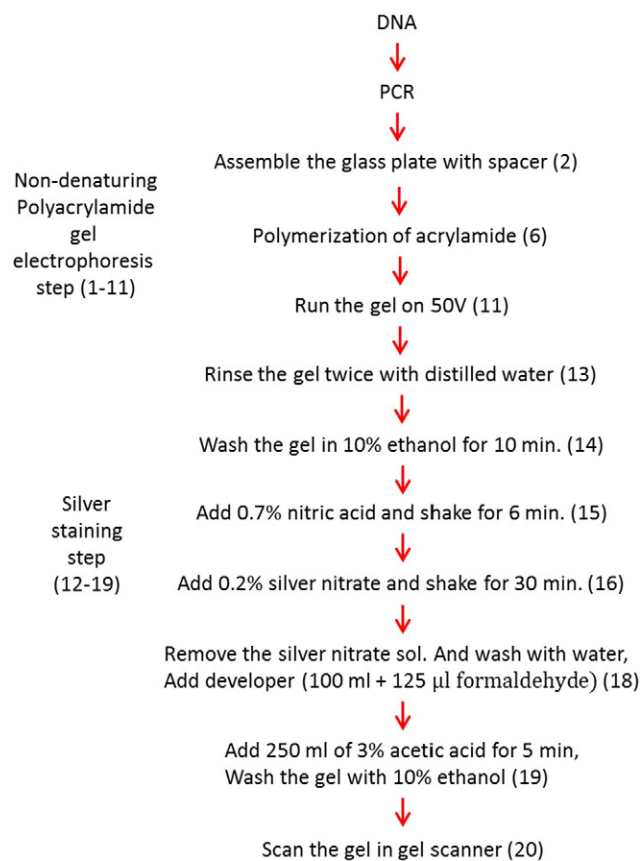 DNA
PCR
Assemble the glass plate with spacer (2)
Non-denaturing
Polyacrylamide
gel
electrophoresis
step (1-11)
Polymerization of acrylamide (6)
Run the gel on 50V (11)
Rinse the gel twice with distilled water (13)
Wash the gel in 10% ethanol for 10 min. (14)
Silver
staining
step
(12-19)
Add 0.7% nitric acid and shake for 6 min. (15)
Add 0.2% silver nitrate and shake for 30 min. (16)
Remove the silver nitrate sol. And wash with water,
Add developer (100 ml + 125 µl formaldehyde) (18)
Add 250 ml of 3% acetic acid for 5 min,
Wash the gel with 10% ethanol (19)
Scan the gel in gel scanner (20)